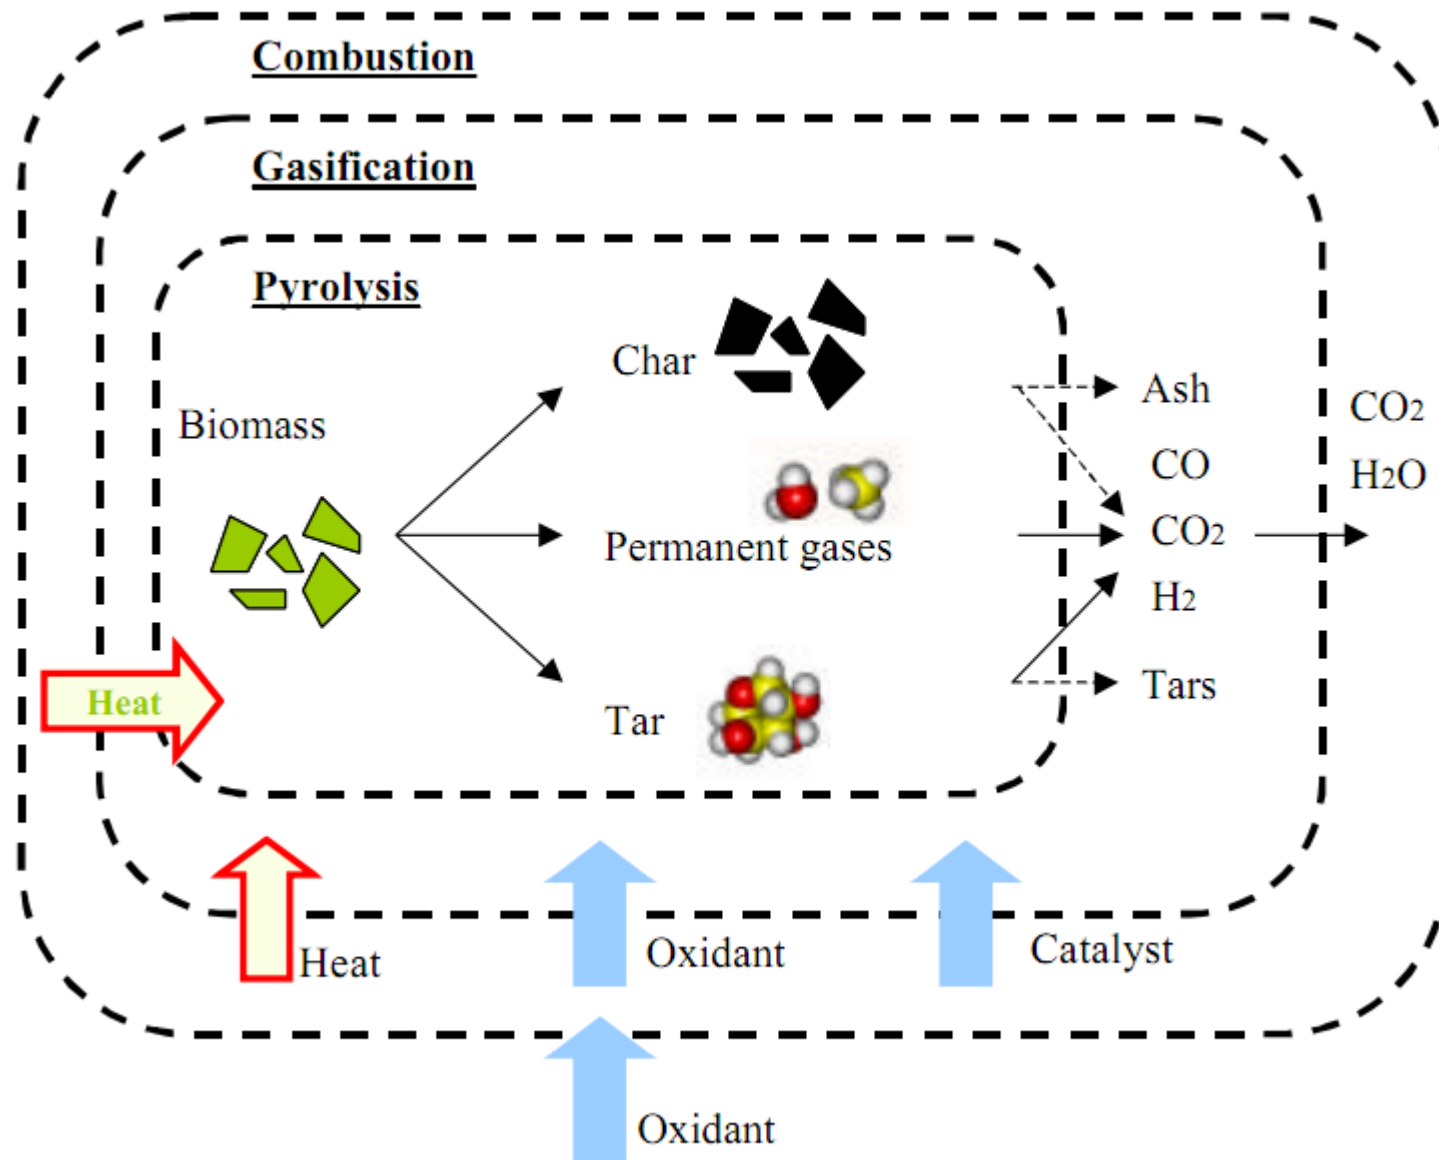 Combustion
Gasification
Pyrolysis
Char
Biomass
Ash
CO2
CO
H2O
CO2
Permanent gases
H2
Heat
Tar
Tars
Heat
Oxidant
Catalyst
Oxidant